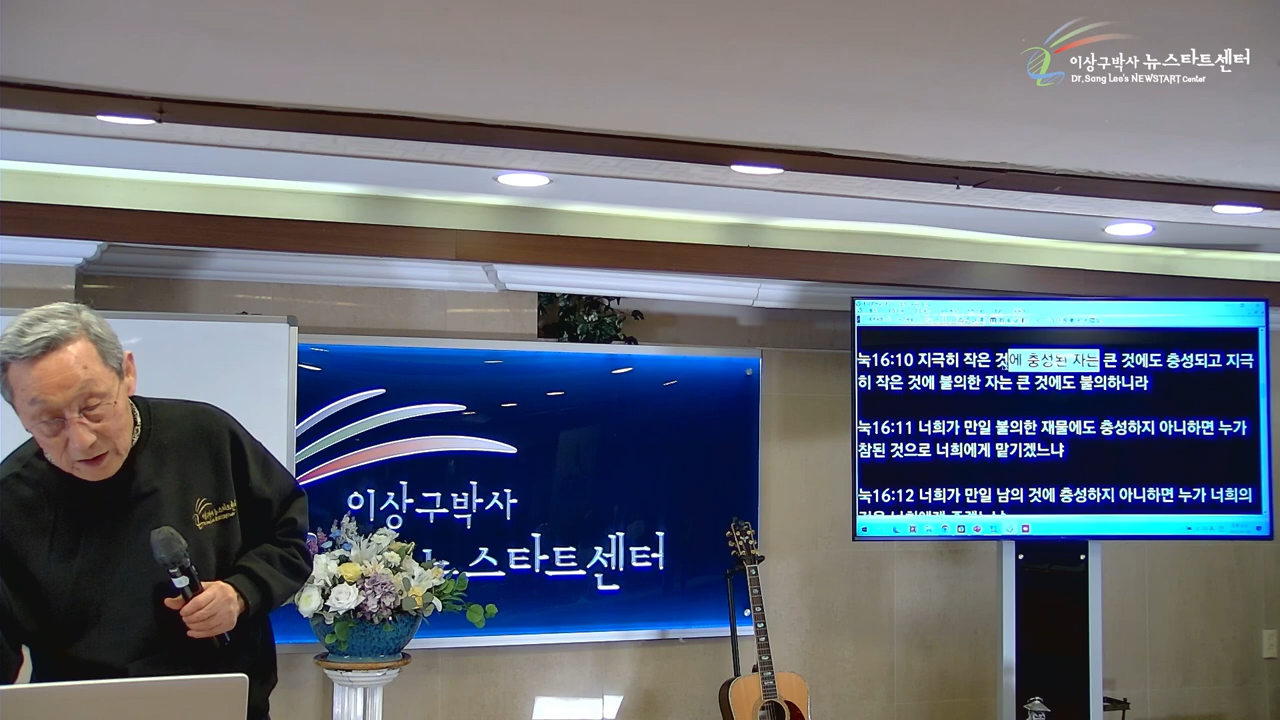 이상구박사 뉴스타트센터
Dr. Sang Lee's NEWSTART Center
이상구박사
뉴스타트센터
눅16:10 지극히 작은 것에 충성된 자는 큰 것에도 충성되고 지극
히 작은 것에 불의한 자는 큰 것에도 불의하니라
눅16:11 너희가 만일 불의한 재물에도 충성하지 아니하면 누가
참된 것으로 너희에게 맡기겠느냐
눅16:12 너희가 만일 남의 것에 충성하지 아니하면 누가 너희의